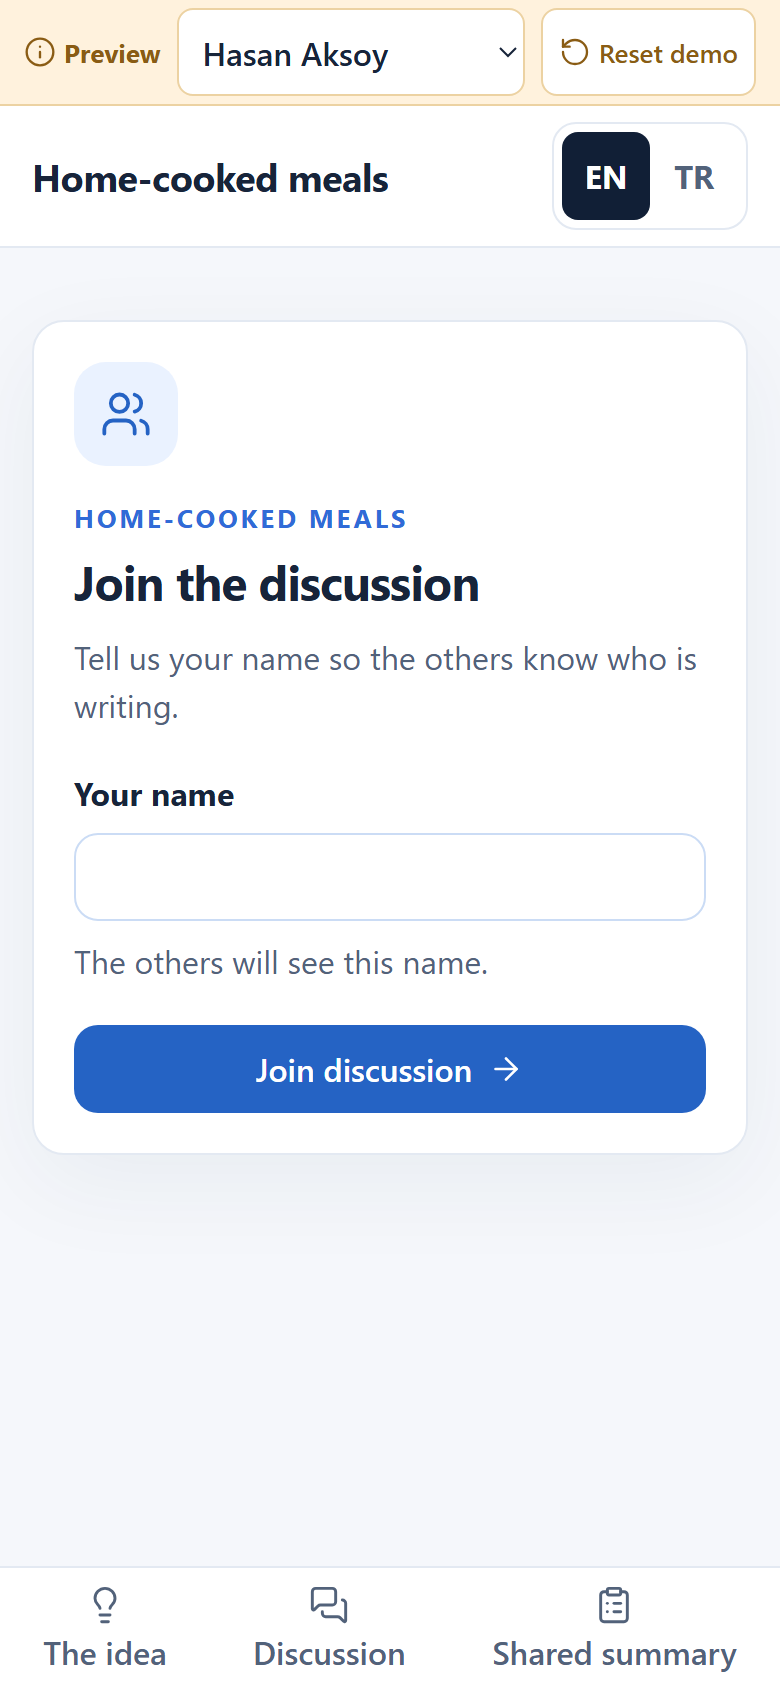 Preview
Hasan Aksoy
Reset demo
Home-cooked meals
EN
TR
HOME-COOKED MEALS
Join the discussion
Tell us your name so the others know who is
writing.
Your name
The others will see this name.
Join discussion
The idea
Discussion
Shared summary